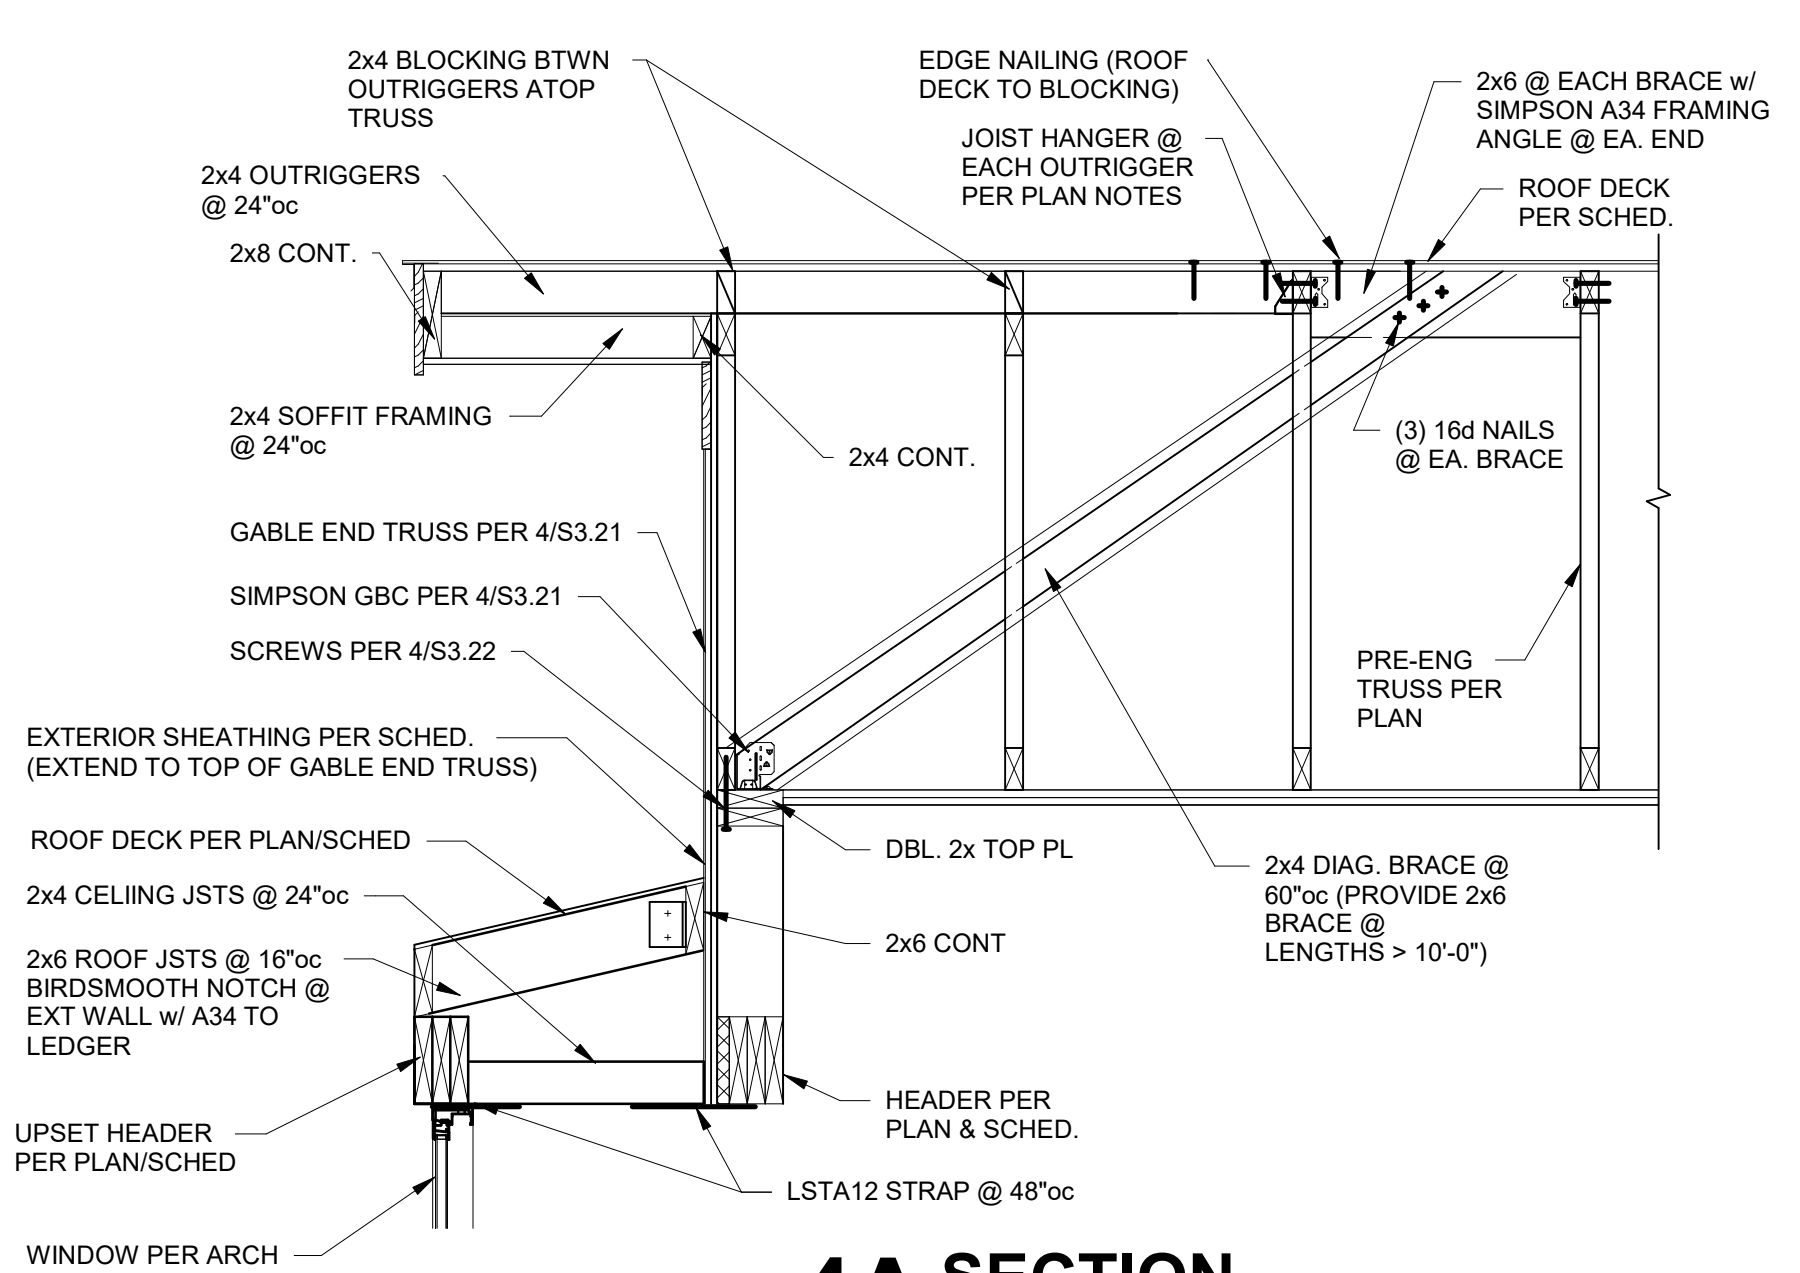 2x4 BLOCKING BTWN
OUTRIGGERS ATOP
TRUSS
EDGE NAILING (ROOF
DECK TO BLOCKING)
2x6 @ EACH BRACE w/
SIMPSON A34 FRAMING
ANGLE @ EA. END
JOIST HANGER @
EACH OUTRIGGER
PER PLAN NOTES
2x4 OUTRIGGERS
@ 24"oc
ROOF DECK
PER SCHED.
2x8 CONT.
2x4 SOFFIT FRAMING
@ 24"oc
2x4 CONT.
(3) 16d NAILS
@ EA. BRACE
GABLE END TRUSS PER 4/S3.21
SIMPSON GBC PER 4/S3.21
SCREWS PER 4/S3.22
PRE-ENG
TRUSS PER
PLAN
EXTERIOR SHEATHING PER SCHED.
(EXTEND TO TOP OF GABLE END TRUSS)
ROOF DECK PER PLAN/SCHED
DBL. 2x TOP PL
2x4 DIAG. BRACE @
60"oc (PROVIDE 2x6
BRACE @
LENGTHS > 10'-0")
2x4 CELIING JSTS @ 24"oc
2x6 CONT
2x6 ROOF JSTS @ 16"oc
BIRDSMOOTH NOTCH @
EXT WALL w/ A34 TO
LEDGER
HEADER PER
PLAN & SCHED.
UPSET HEADER
PER PLAN/SCHED
LSTA12 STRAP @ 48"oc
WINDOW PER ARCH
4A SECTION